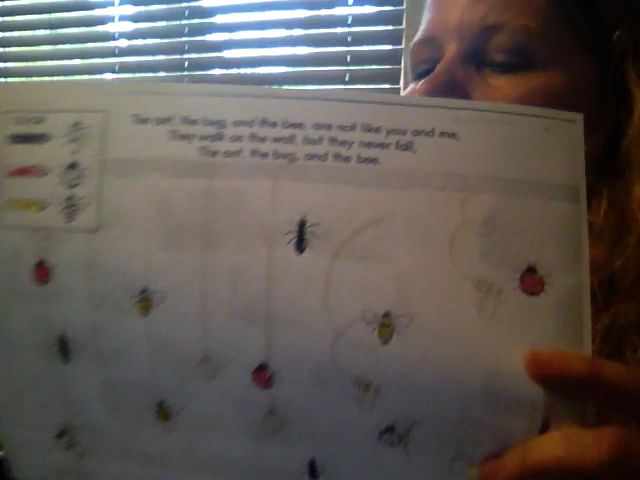 The ant, the bug, and the bee, are not like you and me,
They walk on the wall, but they never fall,
The ant, the bug, and the bee.